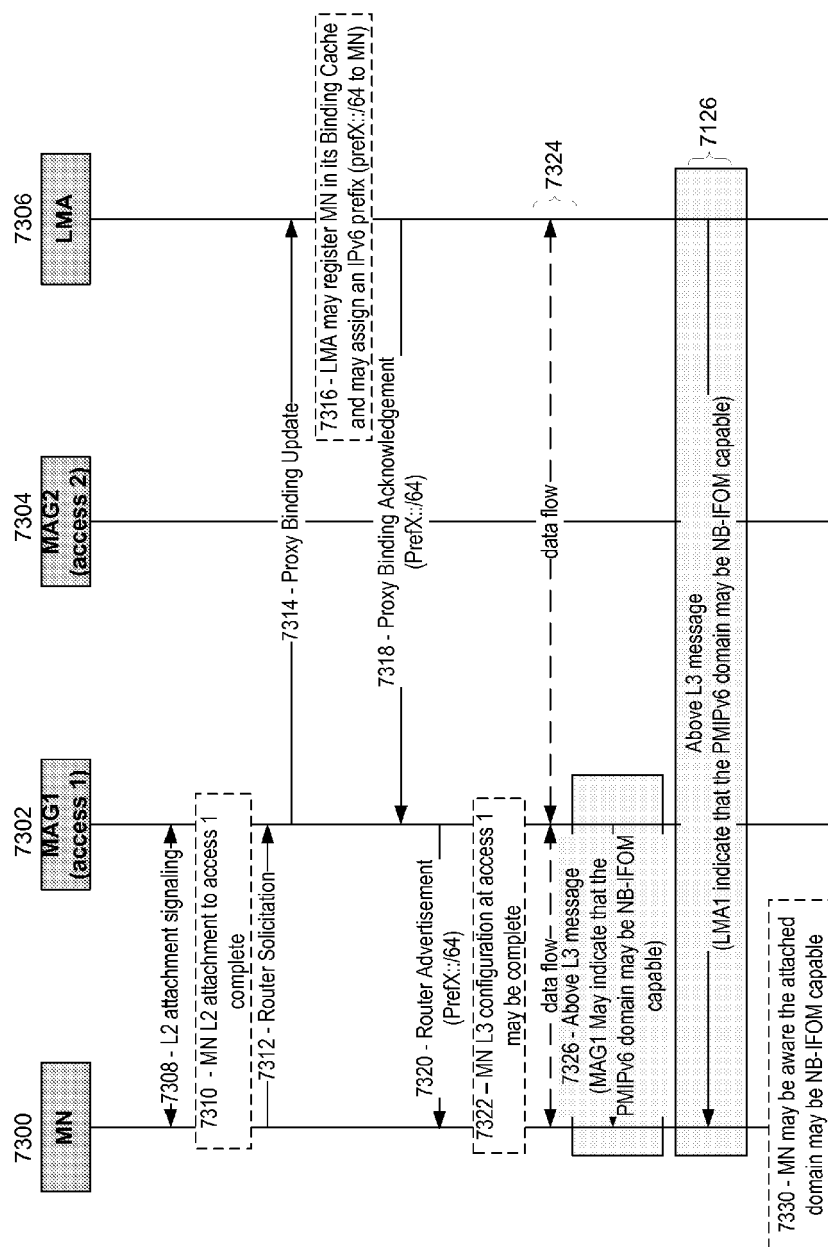 7300
MN
7302
MAG1
(access 1)
7304
MAG2
(access 2)
7306
LMA
7308 - L2 attachment signaling
7310 - MN L2 attachment to access 1
complete
7312 - Router Solicitation
7314 - Proxy Binding Update
7316 - LMA may register MN in its Binding Cache
and may assign an IPv6 prefix (prefX::/64 to MN)
7318 - Proxy Binding Acknowledgement
(PrefX::/64)
7320 - Router Advertisement
(PrefX::/64)
7322 – MN L3 configuration at access 1
may be complete
data flow
data flow
7324
7326 - Above L3 message
(MAG1 May indicate that the
PMIPv6 domain may be NB-IFOM
capable)
Above L3 message
(LMA1 indicate that the PMIPv6 domain may be NB-IFOM capable)
7126
7330 - MN may be aware the attached
domain may be NB-IFOM capable